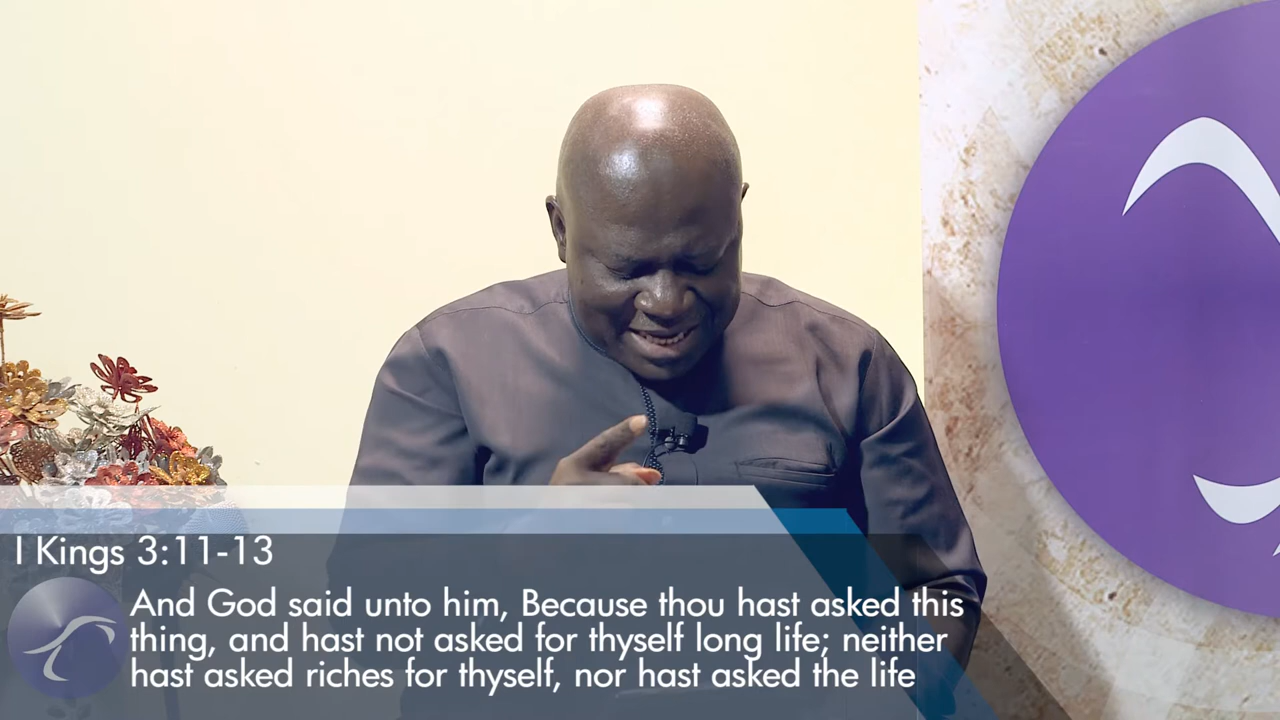 I Kings 3:11-13
And God said unto him, Because thou hast asked this
thing, and hast not asked for thyself long life; neither
hast asked riches for thyself, nor hast asked the life